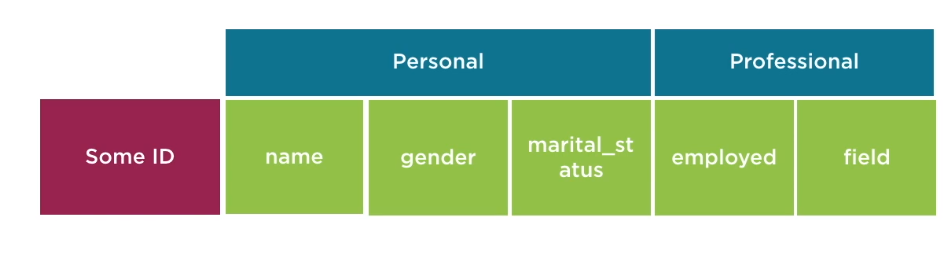 Personal
Professional
Some ID
name
gender
marital_st
atus
employed
field